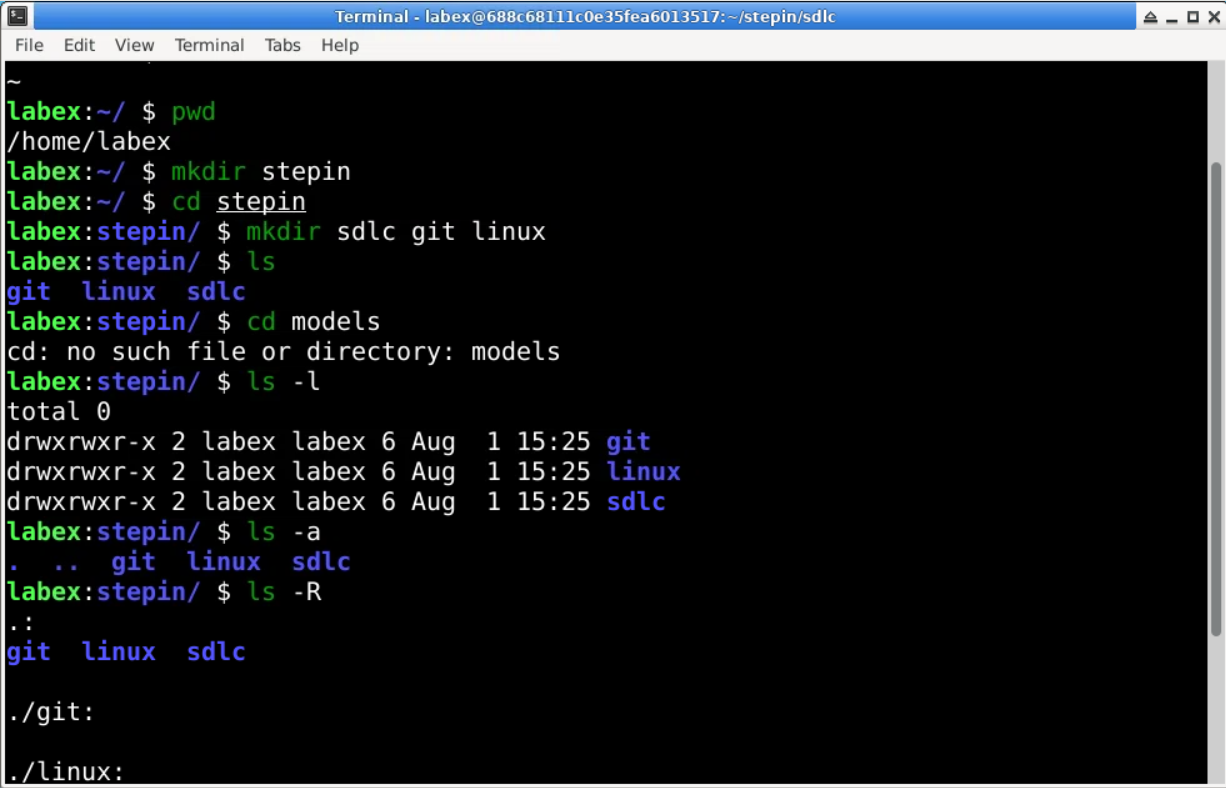 Terminal - labex@688c68111c0e35fea6013517:~/stepin/sdlc
File Edit View Terminal Tabs Help
~
labex:~/ $ pwd
/home/labex
labex:~/ $ mkdir stepin
labex:~/ $ cd stepin
labex:stepin/ $ mkdir sdlc git linux
labex:stepin/ $ ls
git  linux  sdlc
labex:stepin/ $ cd models
cd: no such file or directory: models
labex:stepin/ $ ls -l
total 0
drwxrwxr-x 2 labex labex 6 Aug  1 15:25 git
drwxrwxr-x 2 labex labex 6 Aug  1 15:25 linux
drwxrwxr-x 2 labex labex 6 Aug  1 15:25 sdlc
labex:stepin/ $ ls -a
.  ..  git  linux  sdlc
labex:stepin/ $ ls -R
.:
git  linux  sdlc
./git:
./linux: